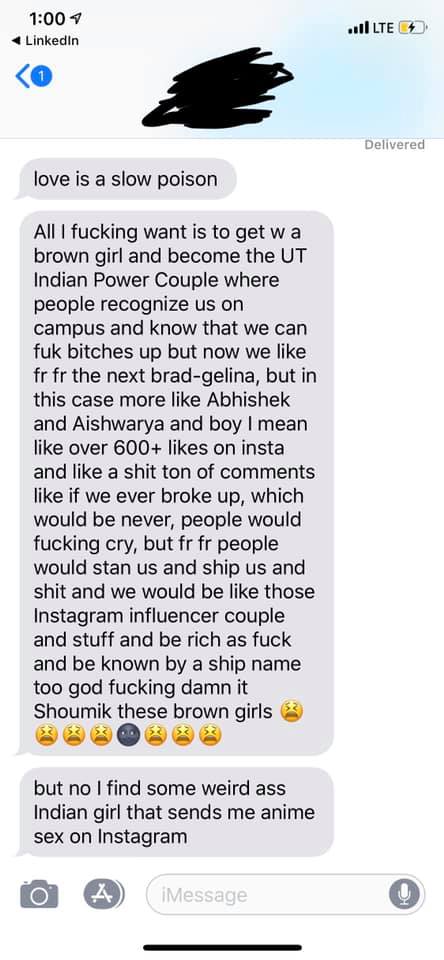 1:00
LTE
LinkedIn
1
Delivered
love is a slow poison
All I fucking want is to get w a
brown girl and become the UT
Indian Power Couple where
people recognize us on
campus and know that we can
fuk bitches up but now we like
fr fr the next brad-gelina, but in
this case more like Abhishek
and Aishwarya and boy I mean
like over 600+ likes on insta
and like a shit ton of comments
like if we ever broke up, which
would be never, people would
fucking cry, but fr fr people
would stan us and ship us and
shit and we would be like those
Instagram influencer couple
and stuff and be rich as fuck
and be known by a ship name
too god fucking damn it
Shoumik these brown girls 😫
😫😫😫🌚😫😫😫
but no I find some weird ass
Indian girl that sends me anime
sex on Instagram
iMessage